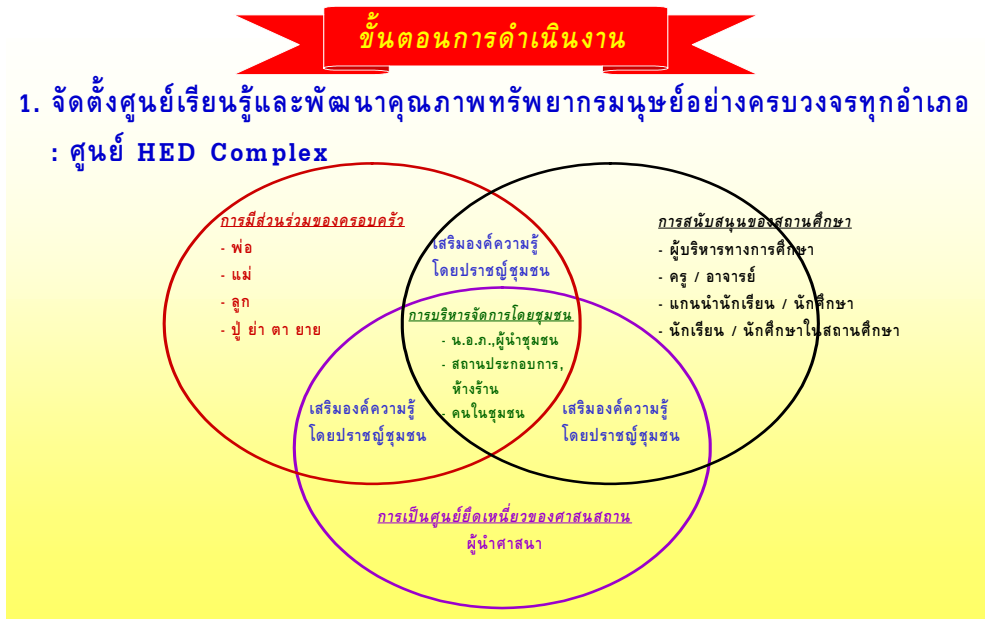 ขั้นตอนการดำเนินงาน
1. จัดตั้งศูนย์เรียนรู้และพัฒนาคุณภาพทรัพยากรมนุษย์อย่างครบวงจรทุกอำเภอ
: ศูนย์ HED Complex
การมีส่วนร่วมของครอบครัว
- พ่อ
- แม่
- ลูก
- ปู่ ย่า ตา ยาย
เสริมองค์ความรู้
โดยปราชญ์ชุมชน
การสนับสนุนของสถานศึกษา
- ผู้บริหารทางการศึกษา
- ครู / อาจารย์
- แกนนำนักเรียน / นักศึกษา
- นักเรียน / นักศึกษาในสถานศึกษา
การบริหารจัดการโดยชุมชน
- น.อ.ภ.,ผู้นำชุมชน
- สถานประกอบการ,
ห้างร้าน
- คนในชุมชน
เสริมองค์ความรู้
โดยปราชญ์ชุมชน
เสริมองค์ความรู้
โดยปราชญ์ชุมชน
การเป็นศูนย์ยึดเหนี่ยวของศาสนสถาน
ผู้นำศาสนา